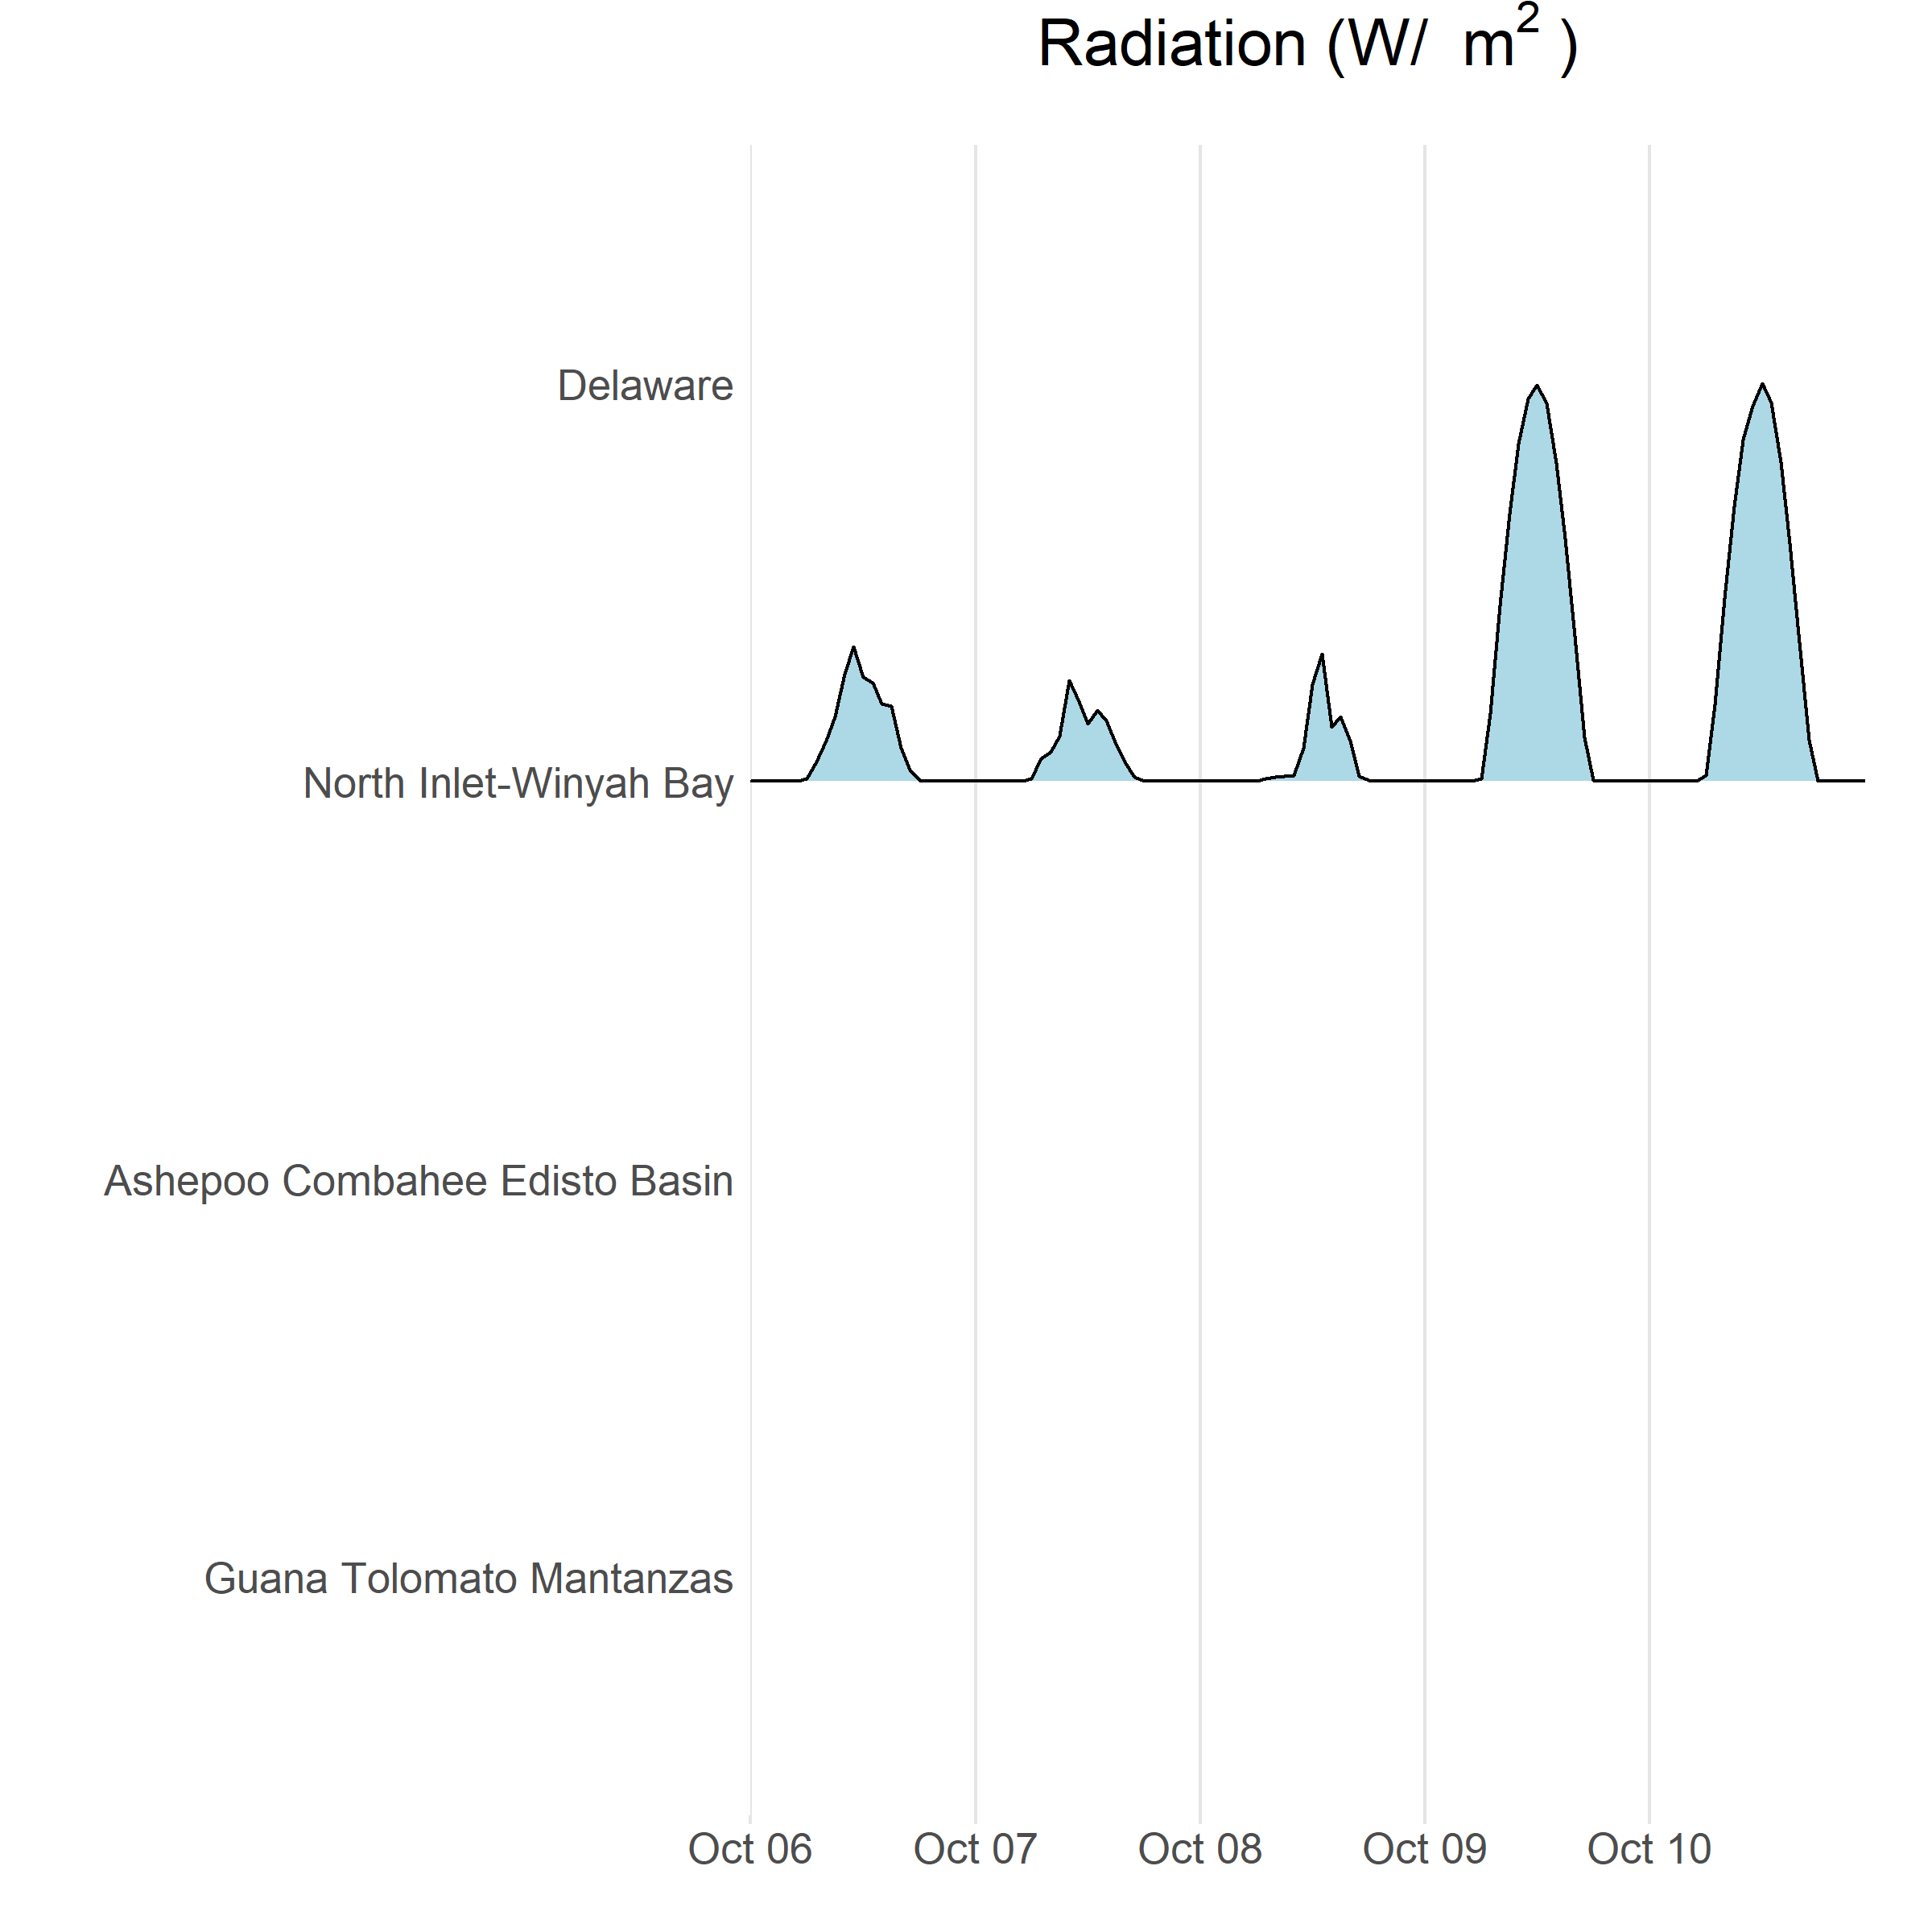 Radiation (W/ m² )
Delaware
North Inlet-Winyah Bay
Ashepoo Combahee Edisto Basin
Guana Tolomato Mantanzas
Oct 06 Oct 07 Oct 08 Oct 09 Oct 10